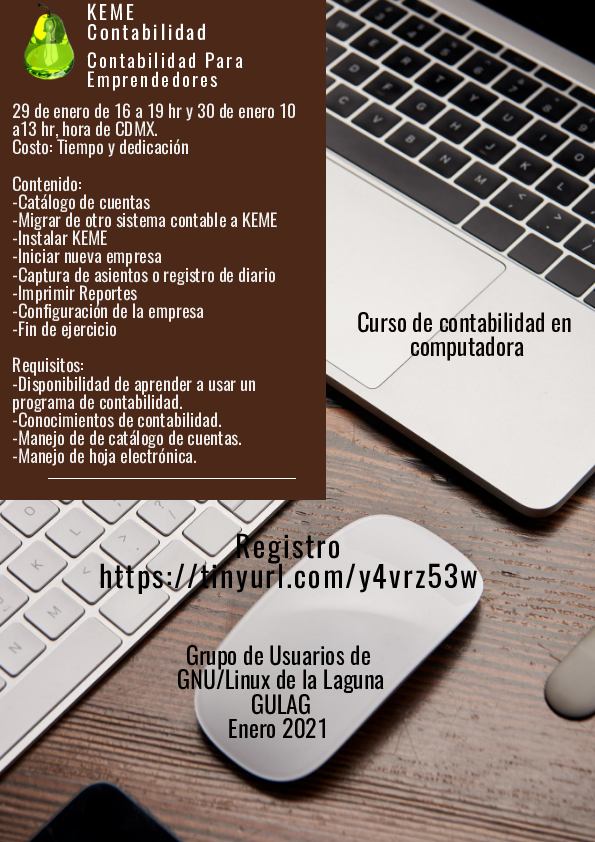 KEME
Contabilidad
Contabilidad Para
Emprendedores
29 de enero de 16 a 19 hr y 30 de enero 10
a13 hr, hora de CDMX.
Costo: Tiempo y dedicación
Contenido:
-Catálogo de cuentas
-Migrar de otro sistema contable a KEME
-Instalar KEME
-Iniciar nueva empresa
-Captura de asientos o registro de diario
-Imprimir Reportes
-Configuración de la empresa
-Fin de ejercicio
Requisitos:
-Disponibilidad de aprender a usar un
programa de contabilidad.
-Conocimientos de contabilidad.
-Manejo de de catálogo de cuentas.
-Manejo de hoja electrónica.
Curso de contabilidad en
computadora
Registro
https://tinyurl.com/y4vrz53w
Grupo de Usuarios de
GNU/Linux de la Laguna
GULAG
Enero 2021